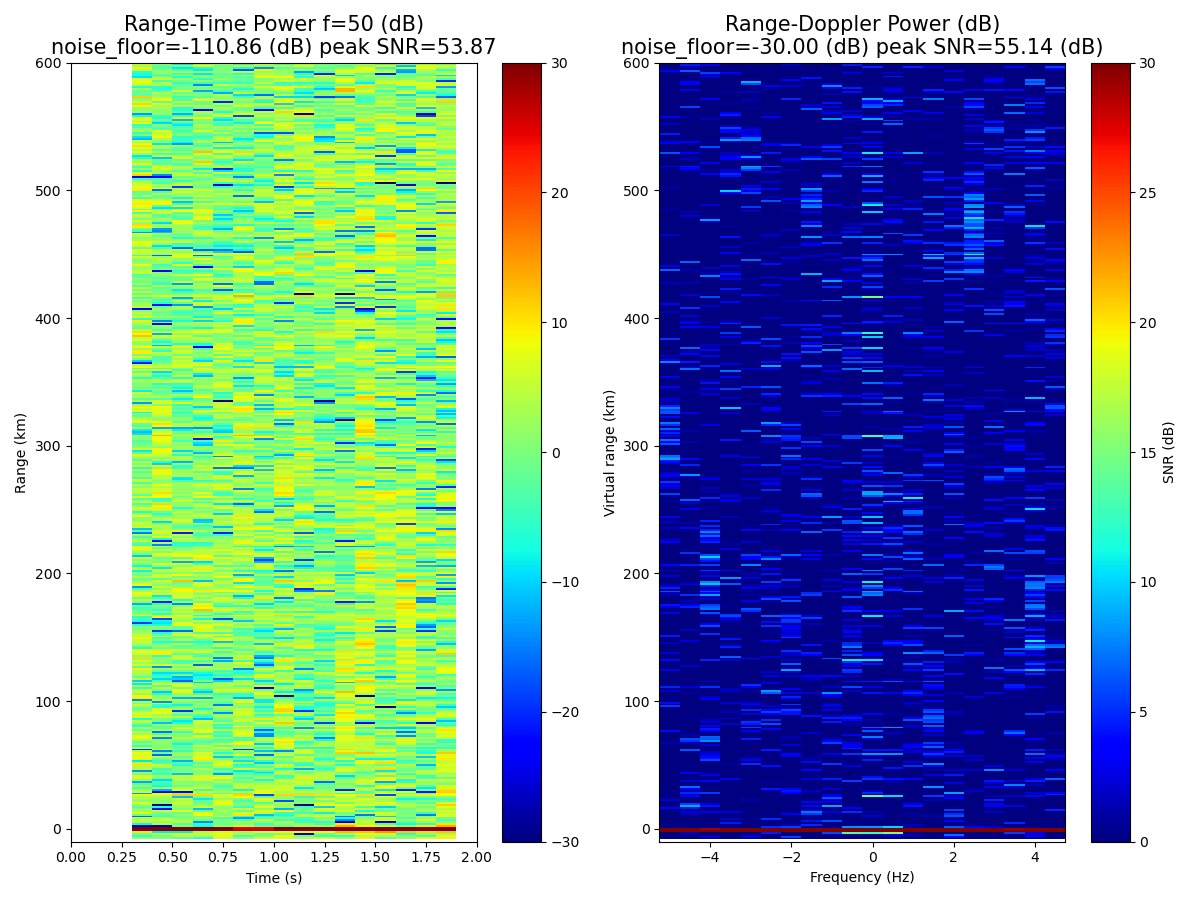 Range-Time Power f=50 (dB)
noise_floor=-110.86 (dB) peak SNR=53.87
Range-Doppler Power (dB)
noise_floor=-30.00 (dB) peak SNR=55.14 (dB)
600
500
400
300
200
100
0
Range (km)
0.00 0.25 0.50 0.75 1.00 1.25 1.50 1.75 2.00
Time (s)
30
20
10
0
−10
−20
−30
600
500
400
300
200
100
0
Virtual range (km)
−4 −2 0 2 4
Frequency (Hz)
30
25
20
15
10
5
0
SNR (dB)